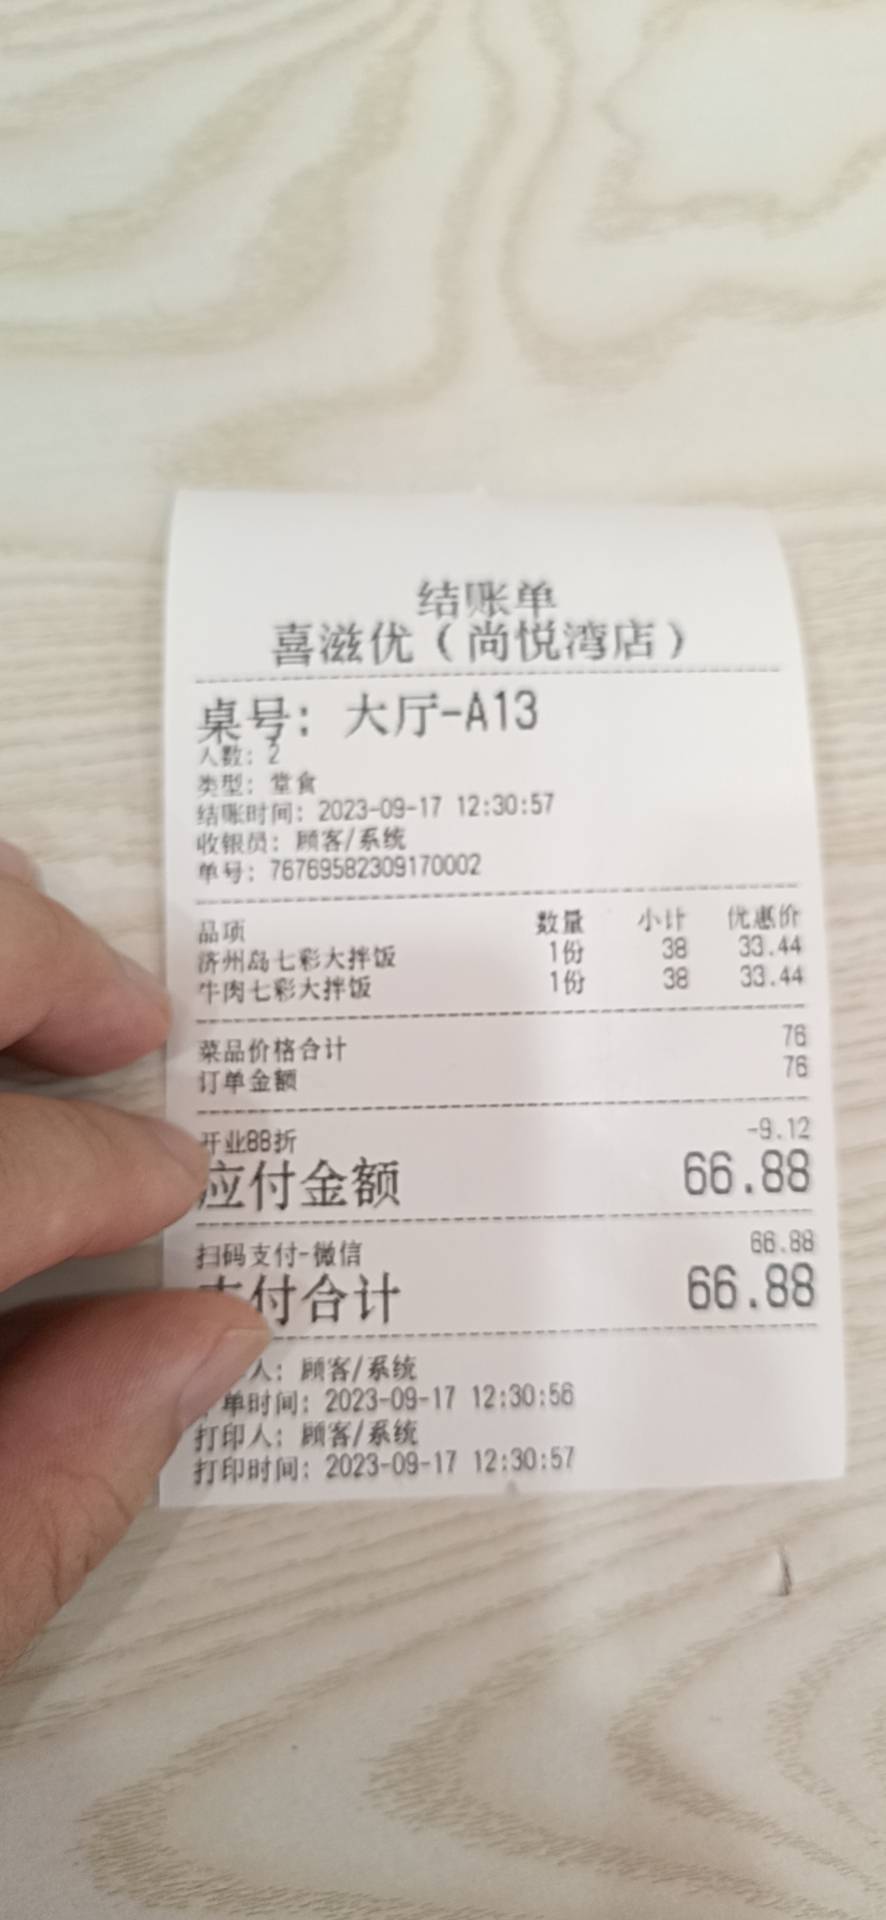 结账单
喜滋优（尚悦湾店）
桌号：大厅-A13
人数：2
类型：堂食
结账时间：2023-09-17 12:30:57
收银员：顾客/系统
单号：76769582309170002
品项 数量 小计 优惠价
济州岛七彩大拌饭 1份 38 33.44
牛肉七彩大拌饭 1份 38 33.44
菜品价格合计 76
订单金额 76
开业88折 -9.12
应付金额 66.88
扫码支付-微信 66.88
支付合计 66.88
人：顾客/系统
单时间：2023-09-17 12:30:56
打印人：顾客/系统
打印时间：2023-09-17 12:30:57